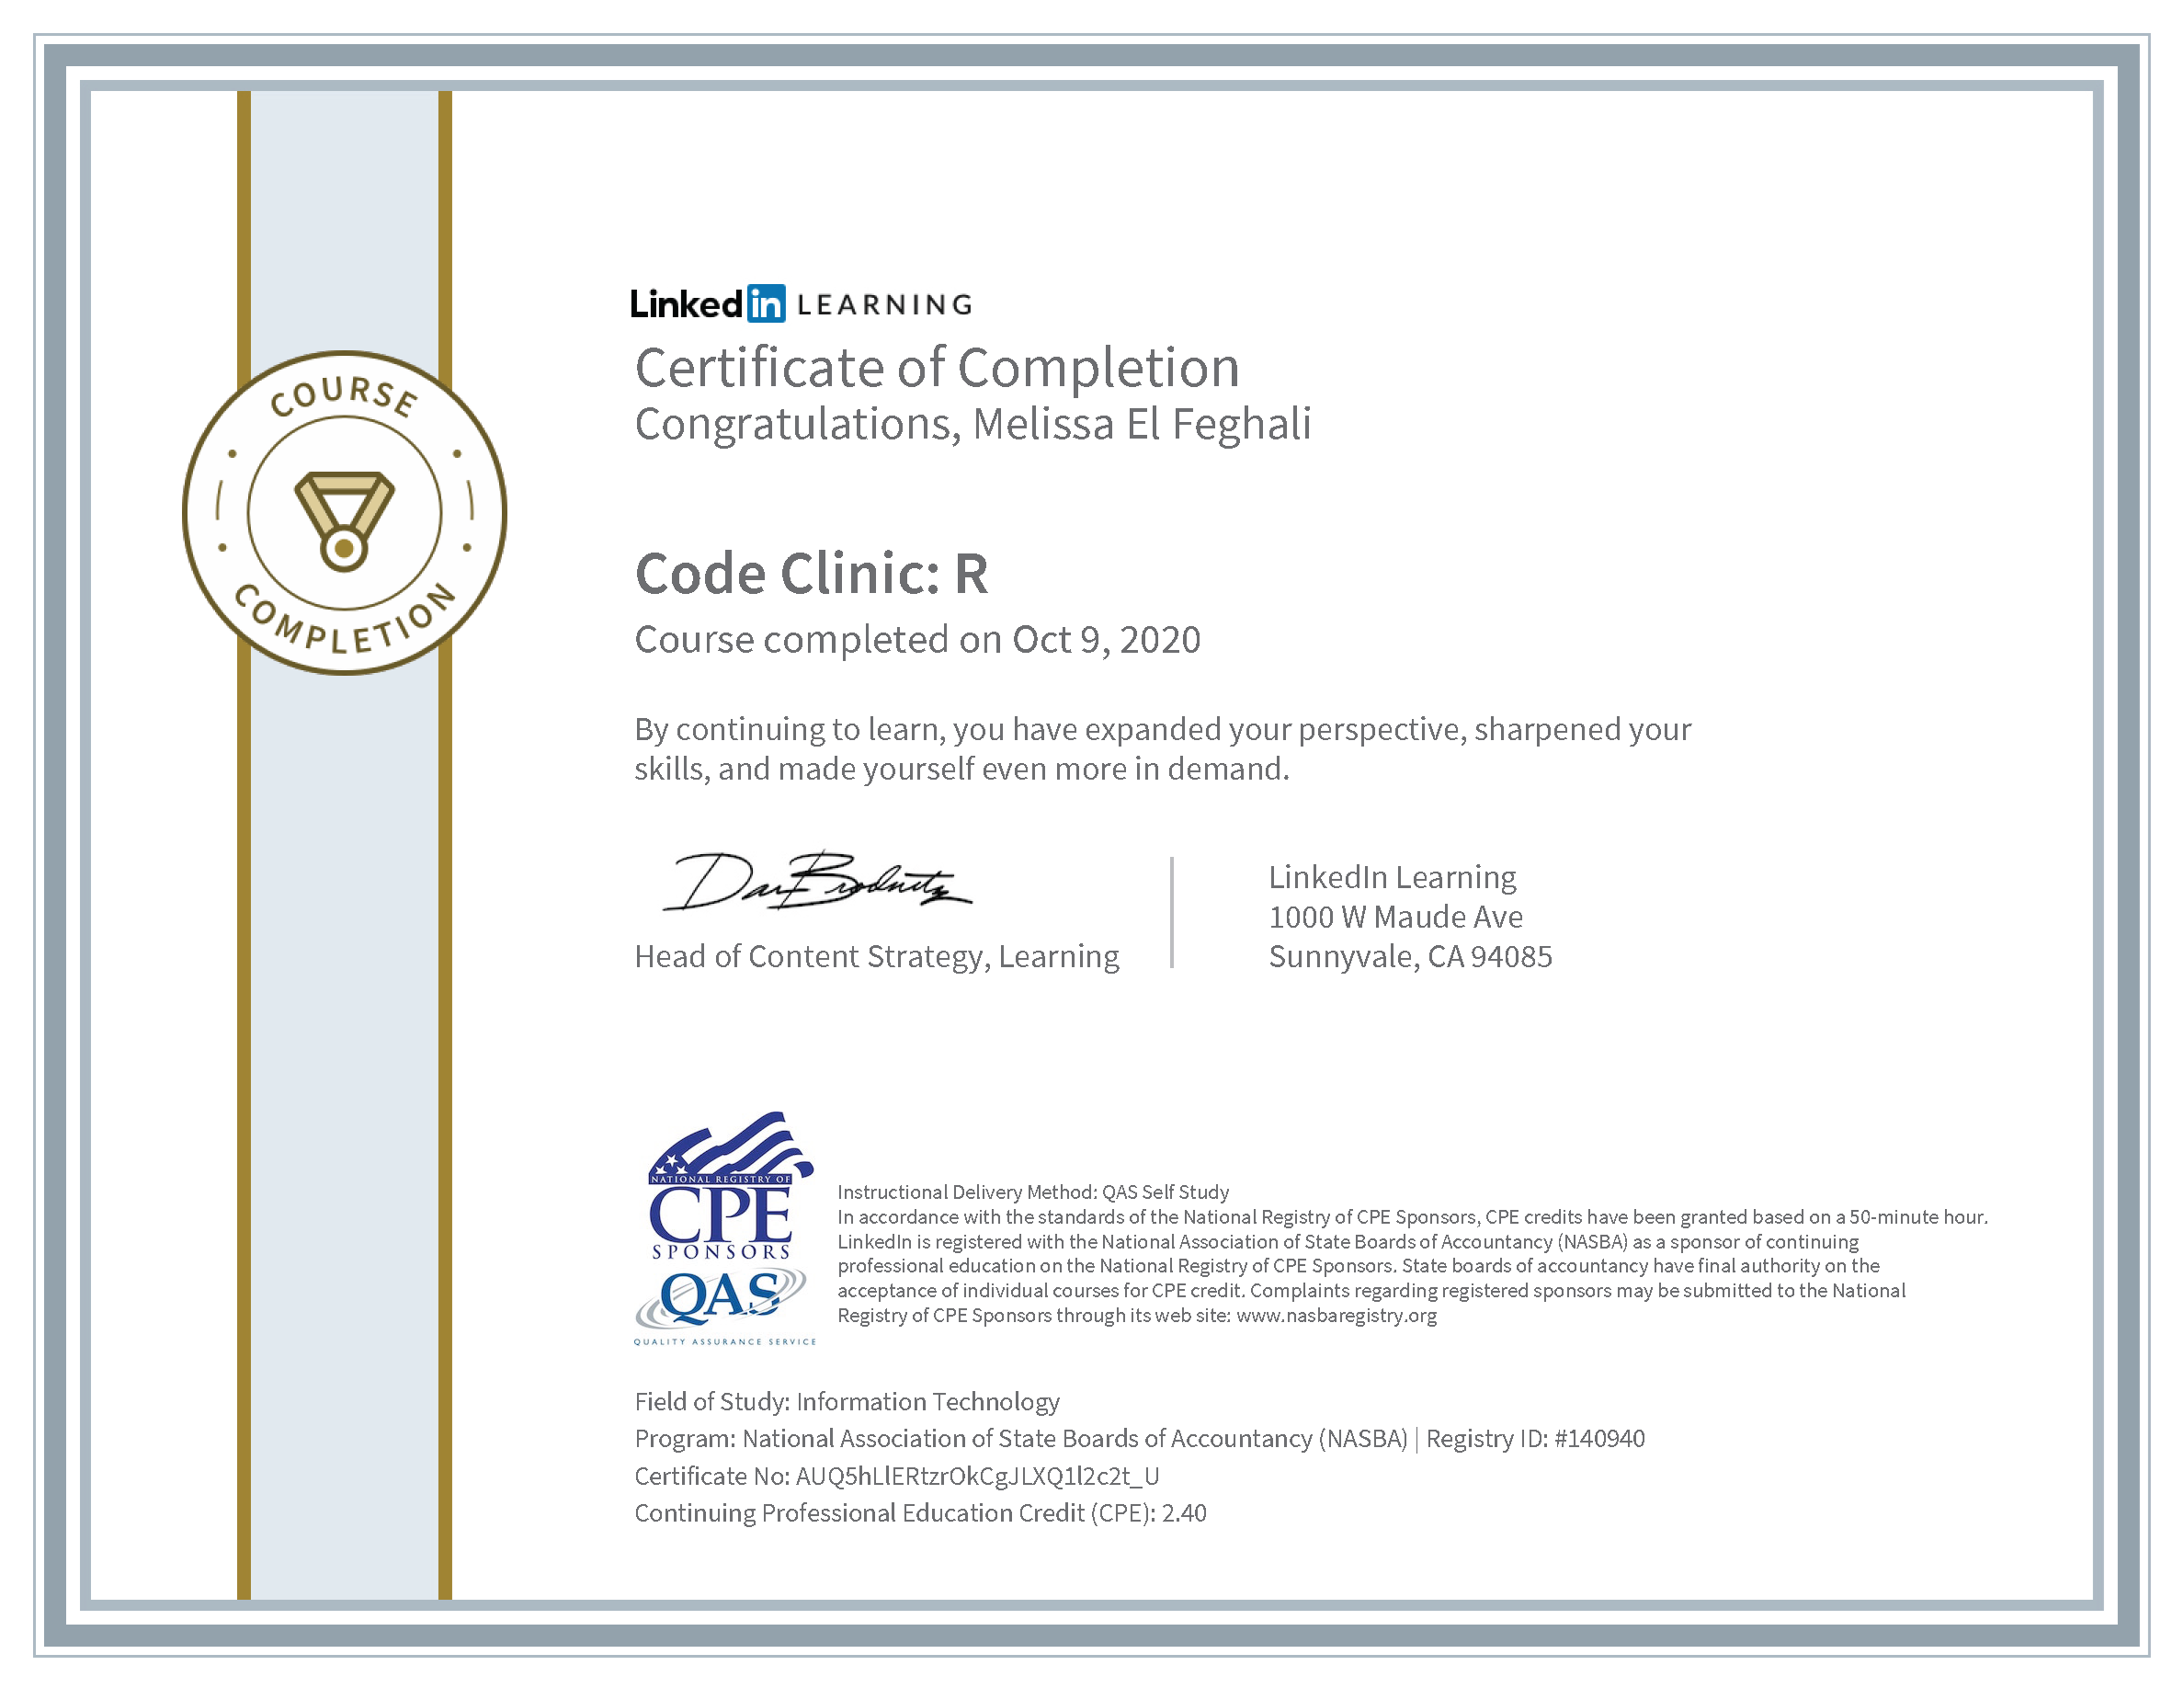 LinkedIn LEARNING
Certificate of Completion
Congratulations, Melissa El Feghali
COURSE
COMPLETION
Code Clinic: R
Course completed on Oct 9, 2020
By continuing to learn, you have expanded your perspective, sharpened your
skills, and made yourself even more in demand.
Head of Content Strategy, Learning
LinkedIn Learning
1000 W Maude Ave
Sunnyvale, CA 94085
NATIONAL REGISTRY OF
CPE
SPONSORS
QAS
QUALITY ASSURANCE SERVICE
Instructional Delivery Method: QAS Self Study
In accordance with the standards of the National Registry of CPE Sponsors, CPE credits have been granted based on a 50-minute hour.
LinkedIn is registered with the National Association of State Boards of Accountancy (NASBA) as a sponsor of continuing
professional education on the National Registry of CPE Sponsors. State boards of accountancy have final authority on the
acceptance of individual courses for CPE credit. Complaints regarding registered sponsors may be submitted to the National
Registry of CPE Sponsors through its web site: www.nasbaregistry.org
Field of Study: Information Technology
Program: National Association of State Boards of Accountancy (NASBA) | Registry ID: #140940
Certificate No: AUQ5hLlERtzrOkCgJLXQ1l2c2t_U
Continuing Professional Education Credit (CPE): 2.40